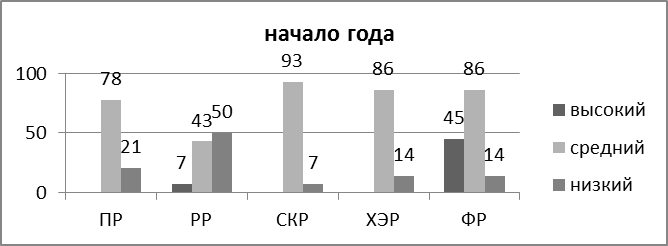 начало года
100
50
0
78
21
7
43
50
93
7
86
14
45
86
14
ПР
РР
СКР
ХЭР
ФР
высокий
средний
низкий